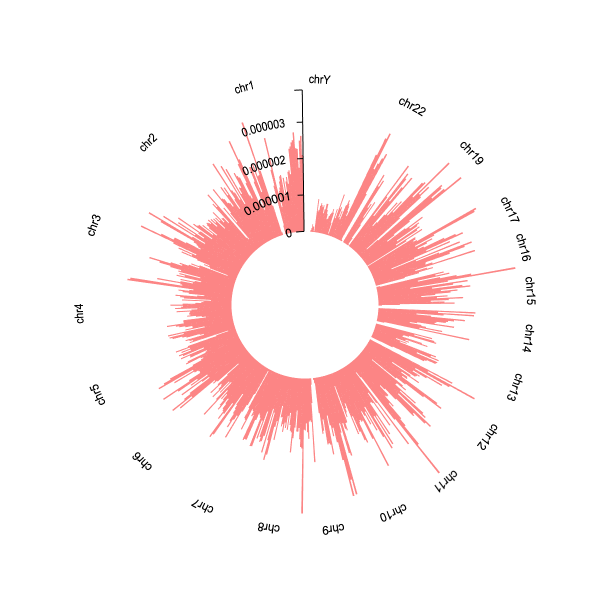 chrY
chr22
chr19
chr17
chr16
chr15
chr14
chr13
chr12
chr11
chr10
chr9
chr8
chr7
chr6
chr5
chr4
chr3
chr2
chr1
0.000003
0.000002
0.000001
0